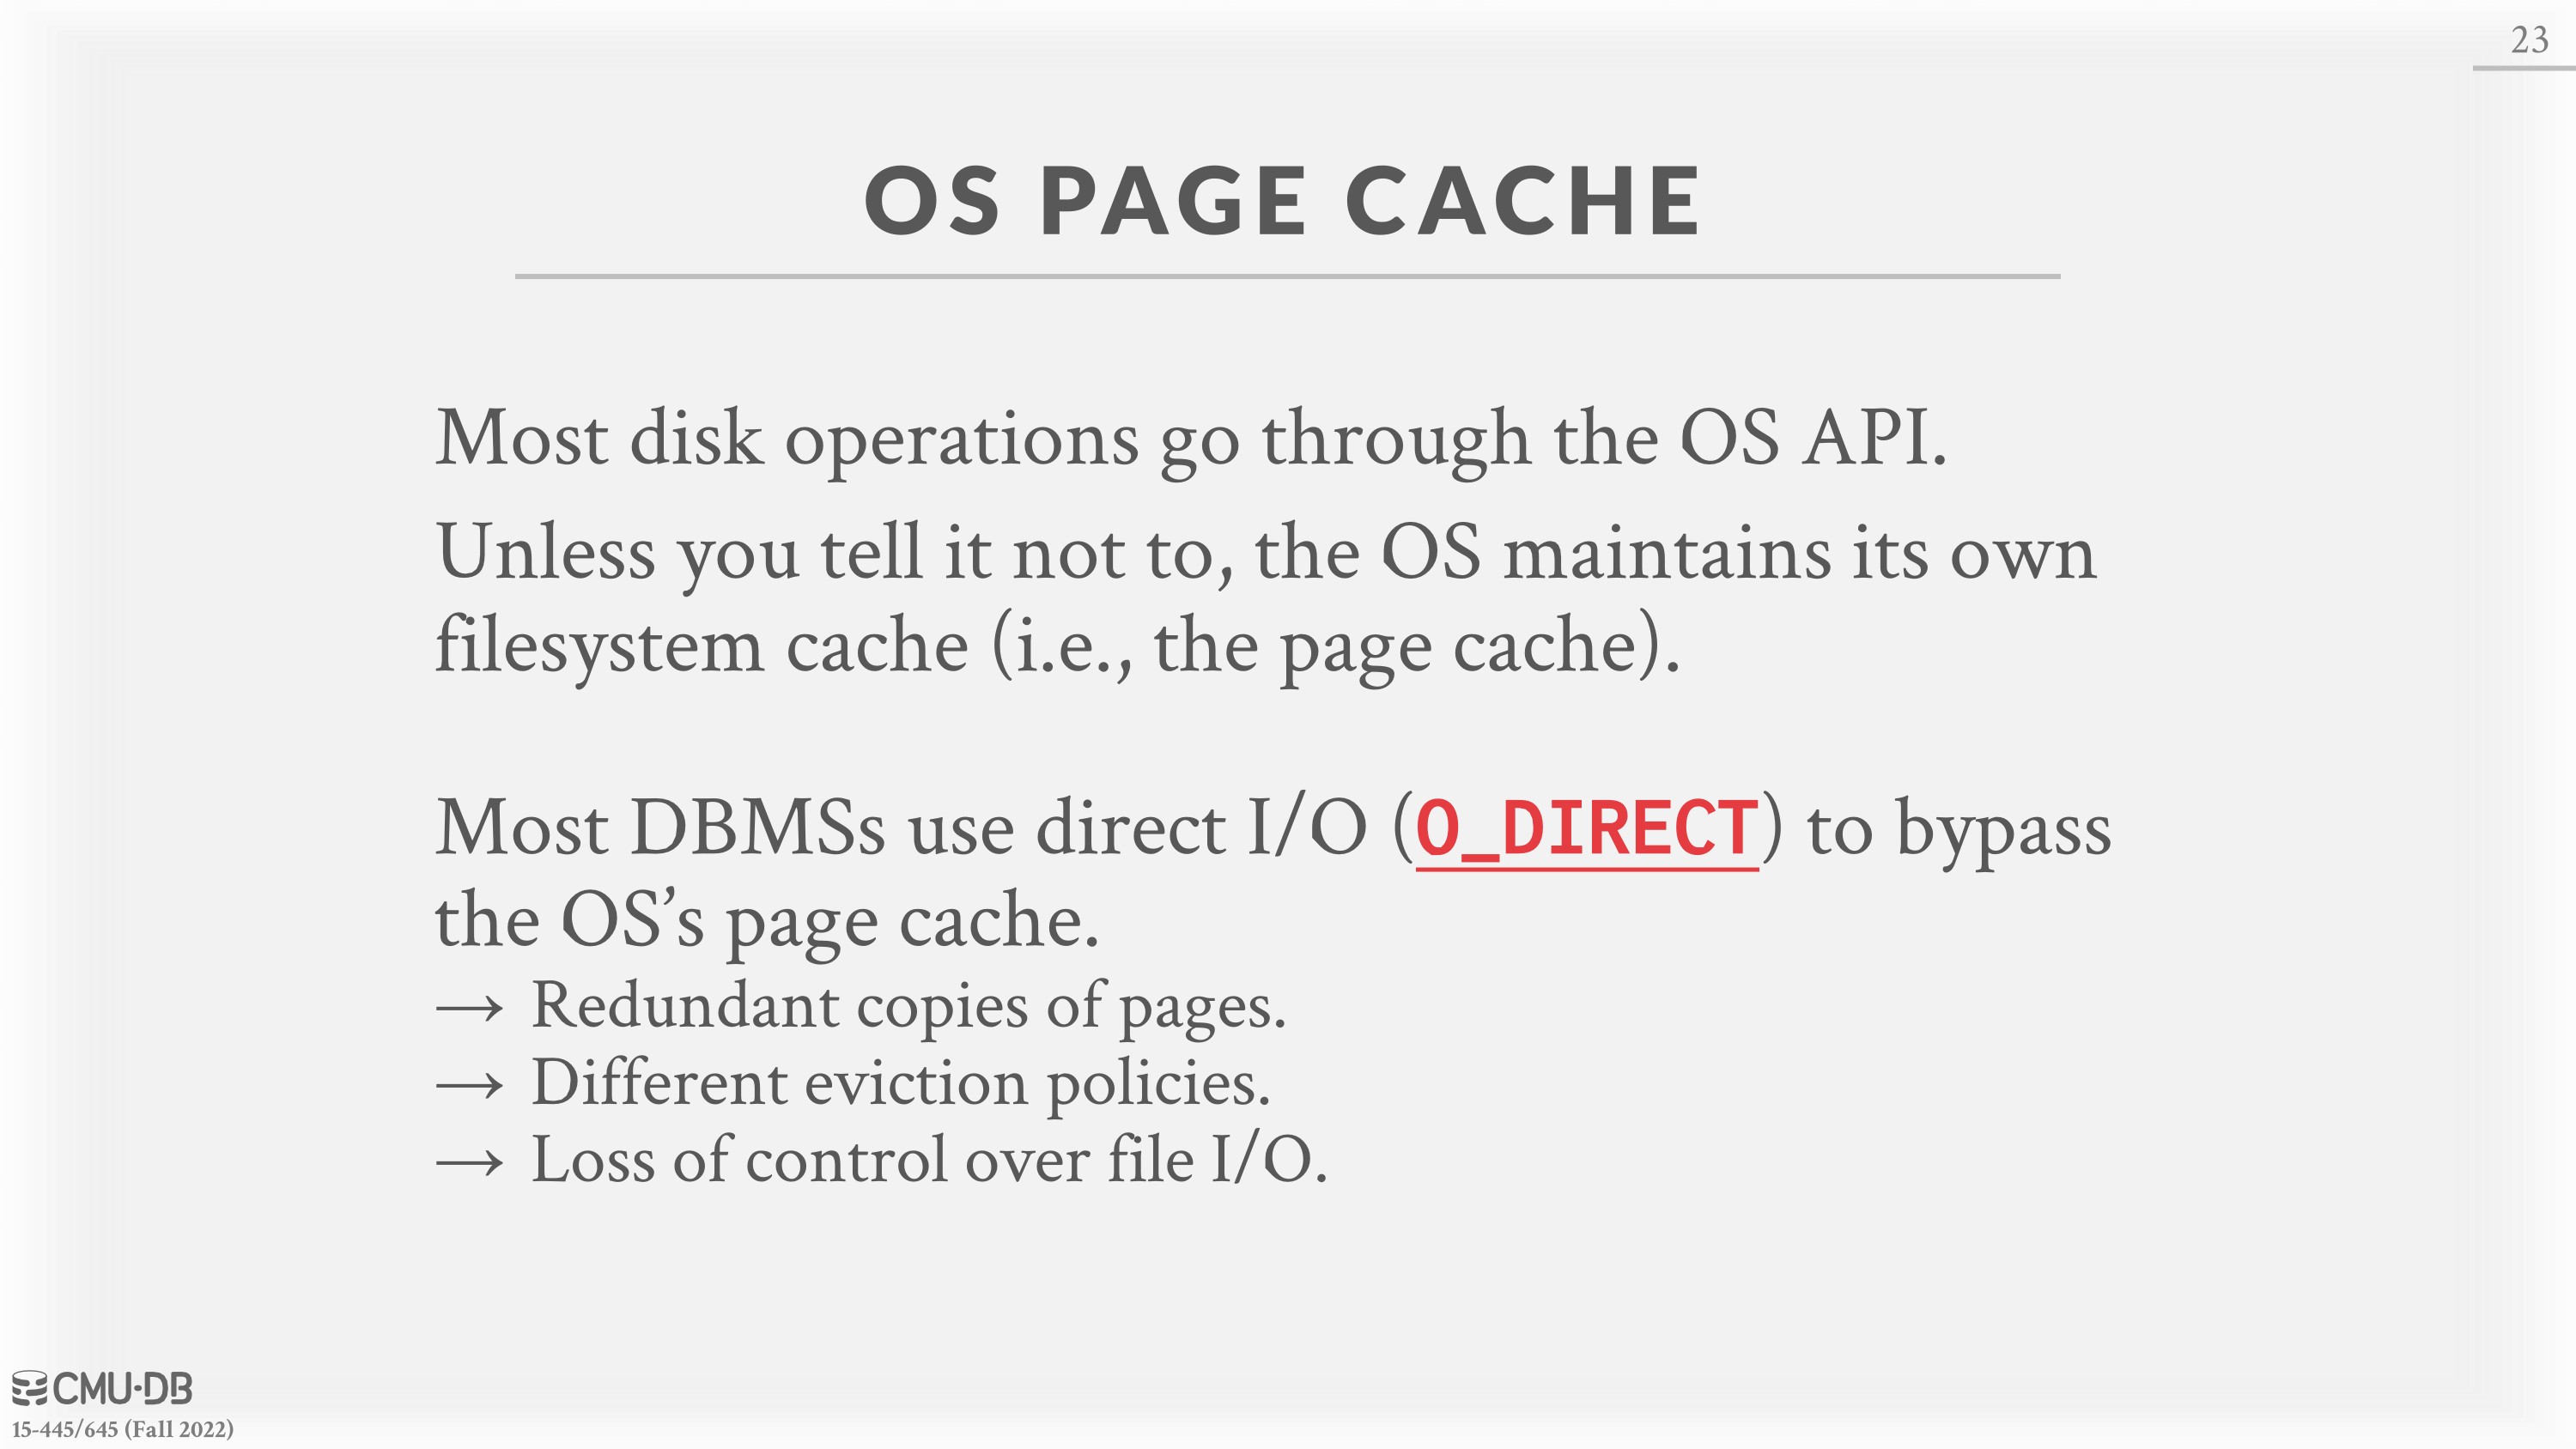 23
OS PAGE CACHE
Most disk operations go through the OS API.
Unless you tell it not to, the OS maintains its own
filesystem cache (i.e., the page cache).
Most DBMSs use direct I/O (O_DIRECT) to bypass
the OS’s page cache.
→ Redundant copies of pages.
→ Different eviction policies.
→ Loss of control over file I/O.
CMU·DB
15-445/645 (Fall 2022)